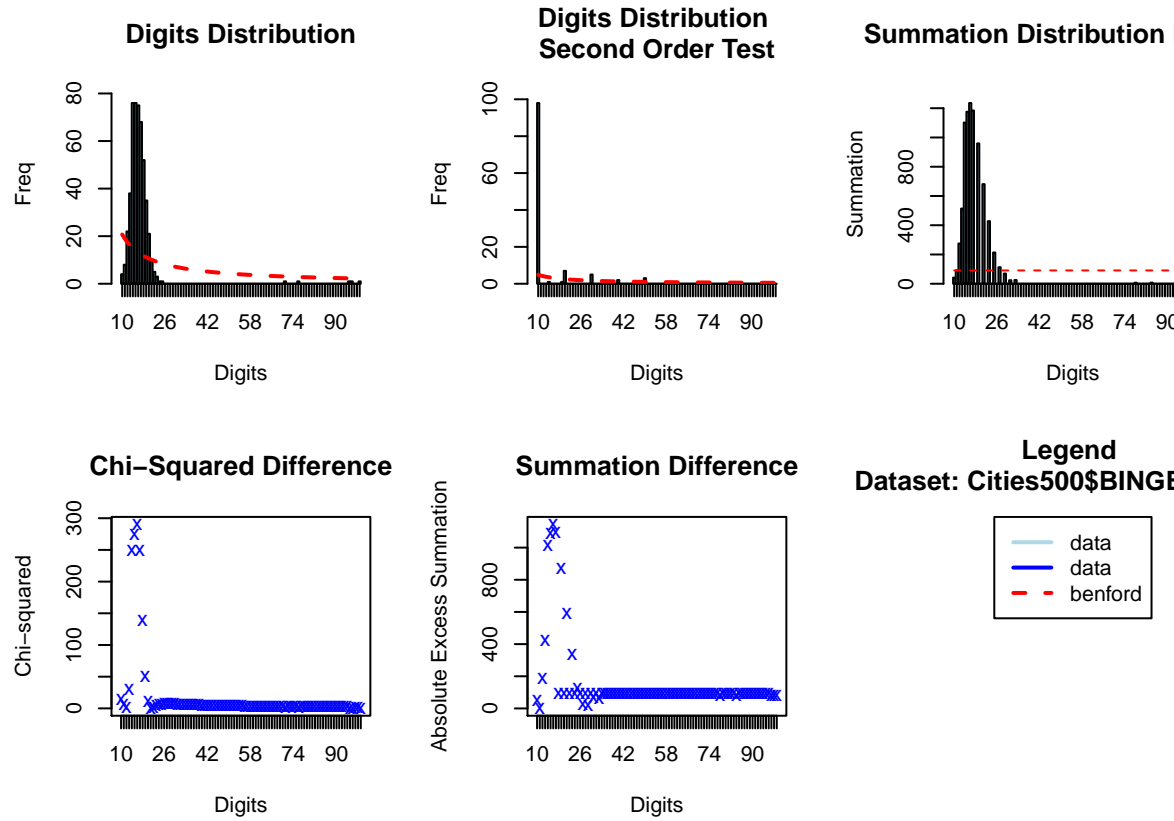 Digits Distribution
Freq
0 20 40 60 80
10 26 42 58 74 90
Digits
Digits Distribution
Second Order Test
Freq
0 20 60 100
10 26 42 58 74 90
Digits
Summation Distribution
Summation
0 400 800
10 26 42 58 74 90
Digits
Chi−Squared Difference
Chi−squared
0 100 200 300
10 26 42 58 74 90
Digits
Summation Difference
Absolute Excess Summation
0 400 800
10 26 42 58 74 90
Digits
Legend
Dataset: Cities500$BINGE
data
data
benford